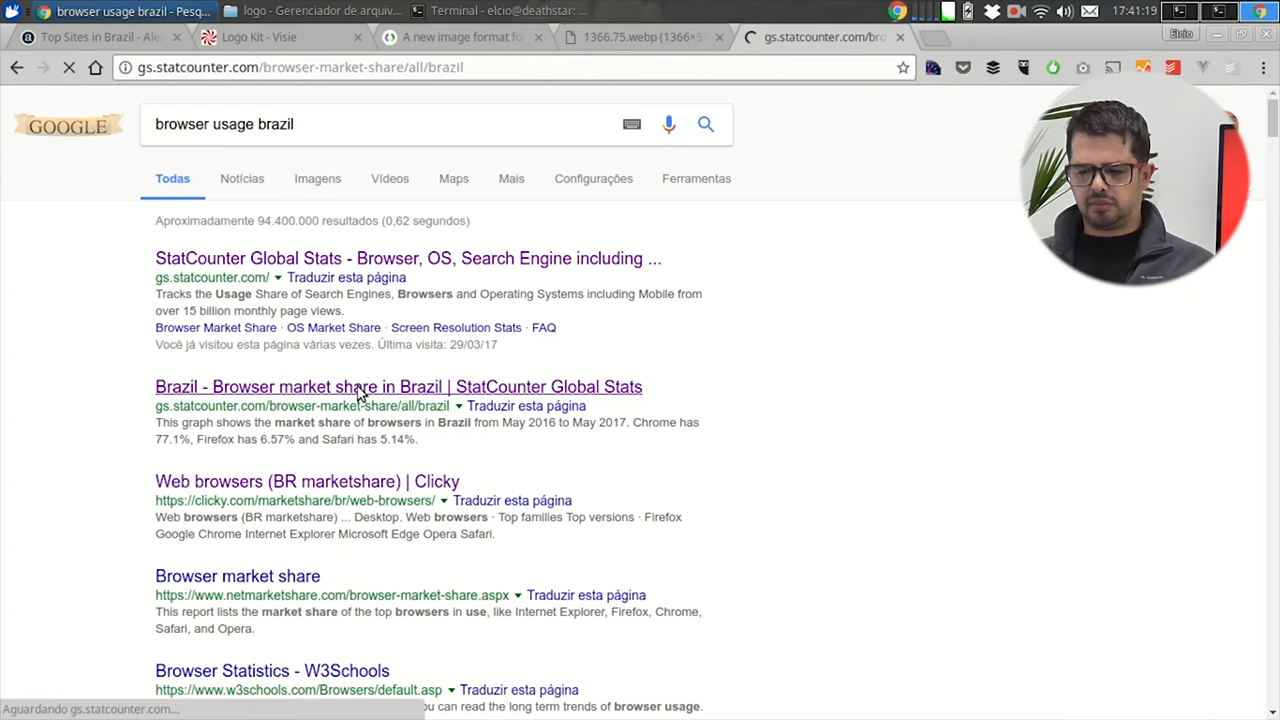 browser usage brazil - Pesq...
logo - Gerenciador de arqui...
Terminal - elcio@deathstar: ...
17:41:19
Top Sites in Brazil - Ale
Logo Kit - Visie
A new image format fo
1366.75.webp (1366×9
gs.statcounter.com/bro
Elcio
gs.statcounter.com/browser-market-share/all/brazil
GOOGLE
browser usage brazil
Todas
Notícias
Imagens
Vídeos
Maps
Mais
Configurações
Ferramentas
Aproximadamente 94.400.000 resultados (0,62 segundos)
StatCounter Global Stats - Browser, OS, Search Engine including ...
gs.statcounter.com/ Traduzir esta página
Tracks the Usage Share of Search Engines, Browsers and Operating Systems including Mobile from
over 15 billion monthly page views.
Browser Market Share · OS Market Share · Screen Resolution Stats · FAQ
Você já visitou esta página várias vezes. Última visita: 29/03/17
Brazil - Browser market share in Brazil | StatCounter Global Stats
gs.statcounter.com/browser-market-share/all/brazil Traduzir esta página
This graph shows the market share of browsers in Brazil from May 2016 to May 2017. Chrome has
77.1%, Firefox has 6.57% and Safari has 5.14%.
Web browsers (BR marketshare) | Clicky
https://clicky.com/marketshare/br/web-browsers/ Traduzir esta página
Web browsers (BR marketshare) ... Desktop. Web browsers · Top families Top versions · Firefox
Google Chrome Internet Explorer Microsoft Edge Opera Safari.
Browser market share
https://www.netmarketshare.com/browser-market-share.aspx Traduzir esta página
This report lists the market share of the top browsers in use, like Internet Explorer, Firefox, Chrome,
Safari, and Opera.
Browser Statistics - W3Schools
https://www.w3schools.com/Browsers/default.asp Traduzir esta página
ou can read the long term trends of browser usage.
Aguardando gs.statcounter.com...